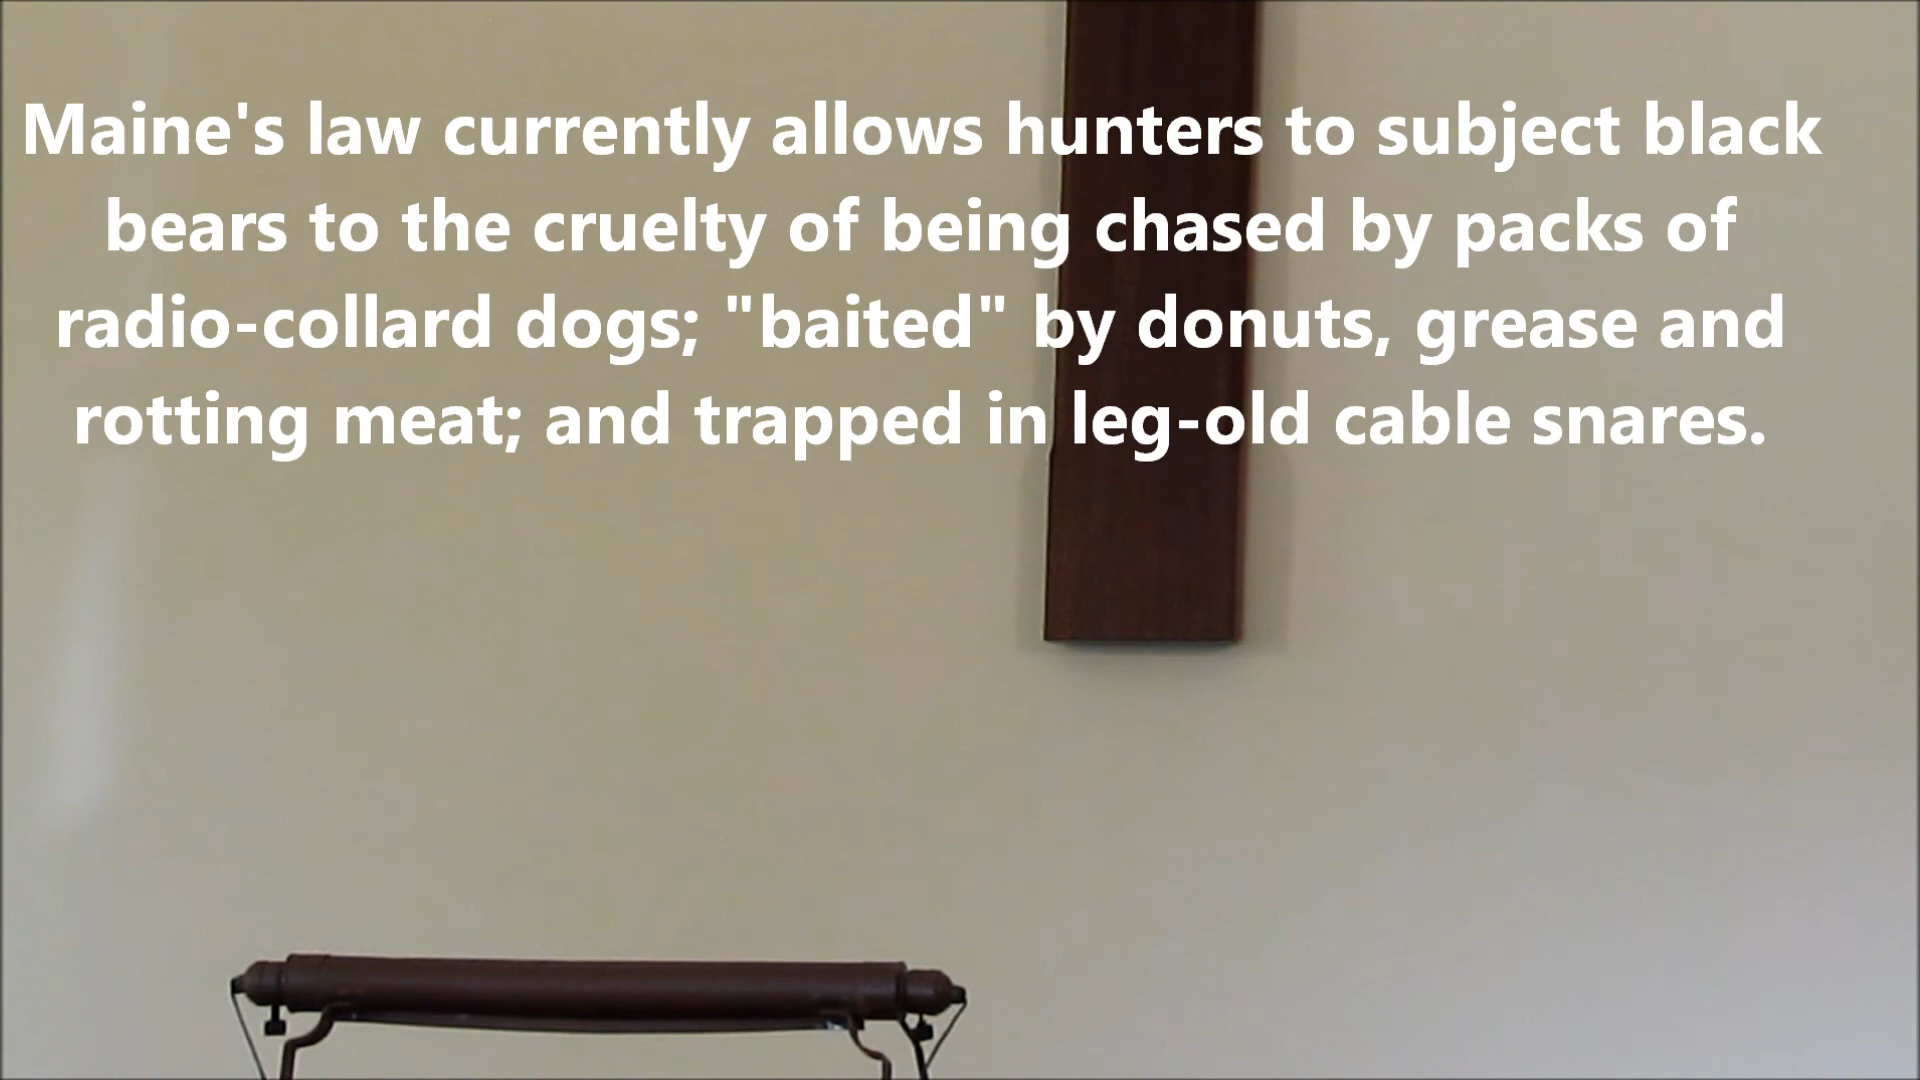 Maine's law currently allows hunters to subject black
bears to the cruelty of being chased by packs of
radio-collard dogs; "baited" by donuts, grease and
rotting meat; and trapped in leg-old cable snares.